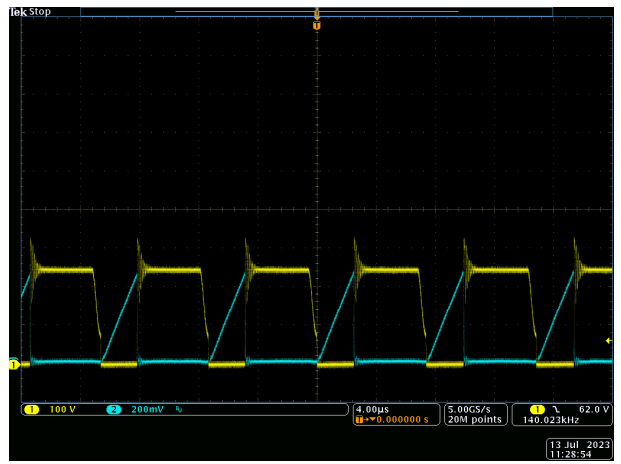 Tek Stop
T
1
1 100 V 2 200mV
4.00µs
T→▼0.000000 s
5.00GS/s
20M points
1 62.0 V
140.023kHz
13 Jul 2023
11:28:54